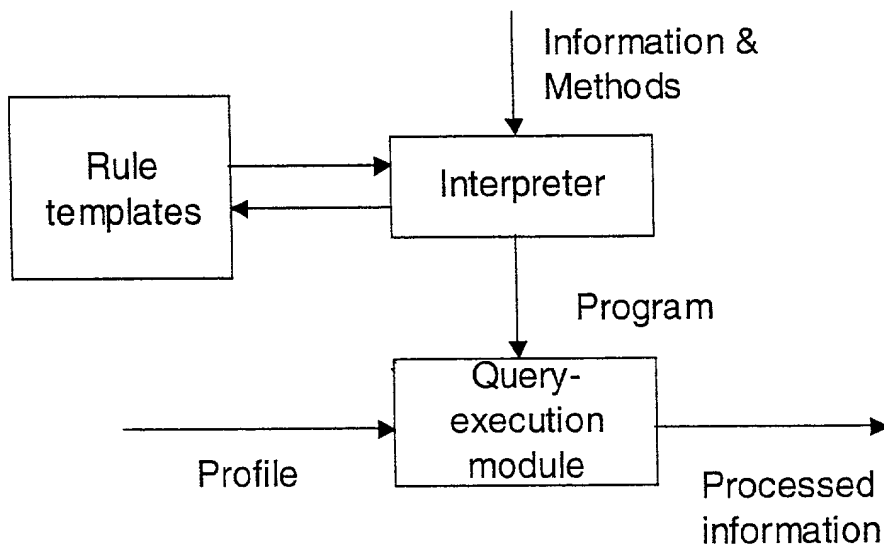 Information &
Methods
Rule
templates
Interpreter
Program
Query-
execution
module
Profile
Processed
information